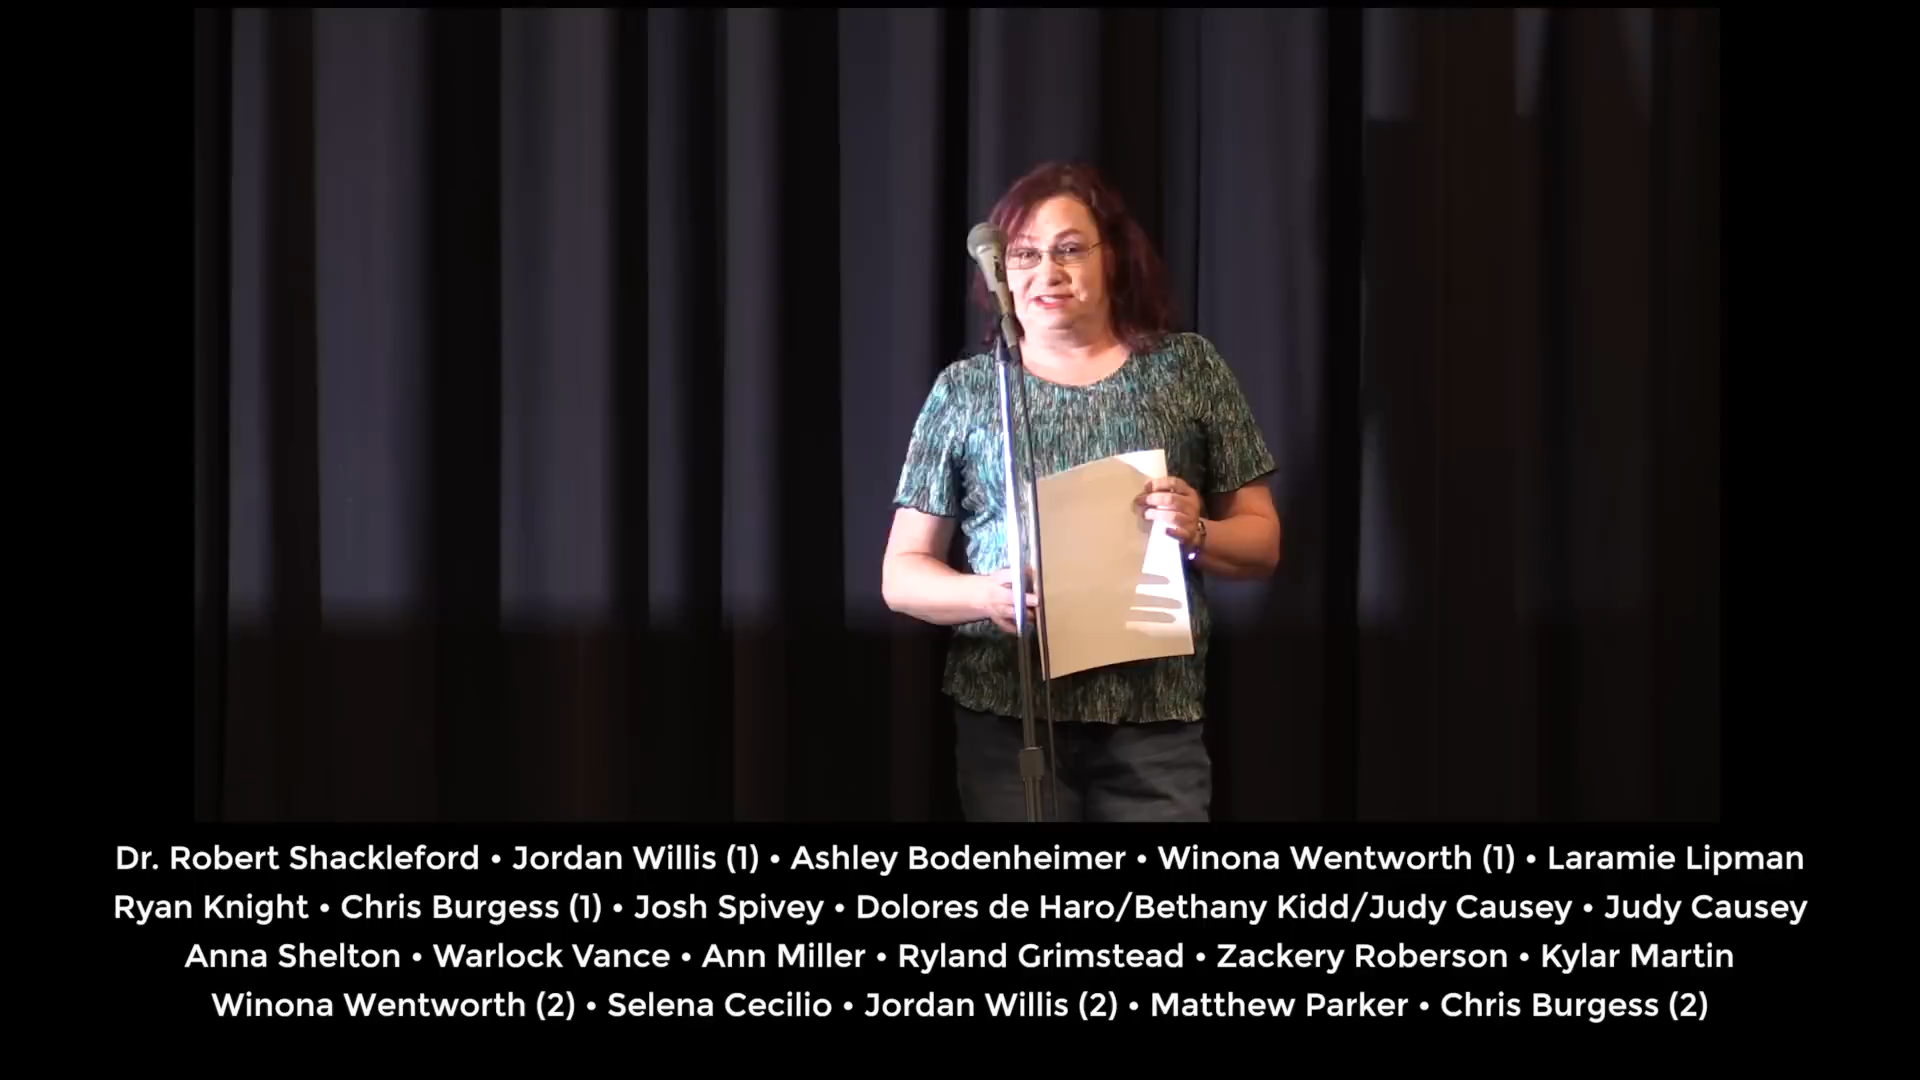 Dr. Robert Shackleford • Jordan Willis (1) • Ashley Bodenheimer • Winona Wentworth (1) • Laramie Lipman
Ryan Knight • Chris Burgess (1) • Josh Spivey • Dolores de Haro/Bethany Kidd/Judy Causey • Judy Causey
Anna Shelton • Warlock Vance • Ann Miller • Ryland Grimstead • Zackery Roberson • Kylar Martin
Winona Wentworth (2) • Selena Cecilio • Jordan Willis (2) • Matthew Parker • Chris Burgess (2)